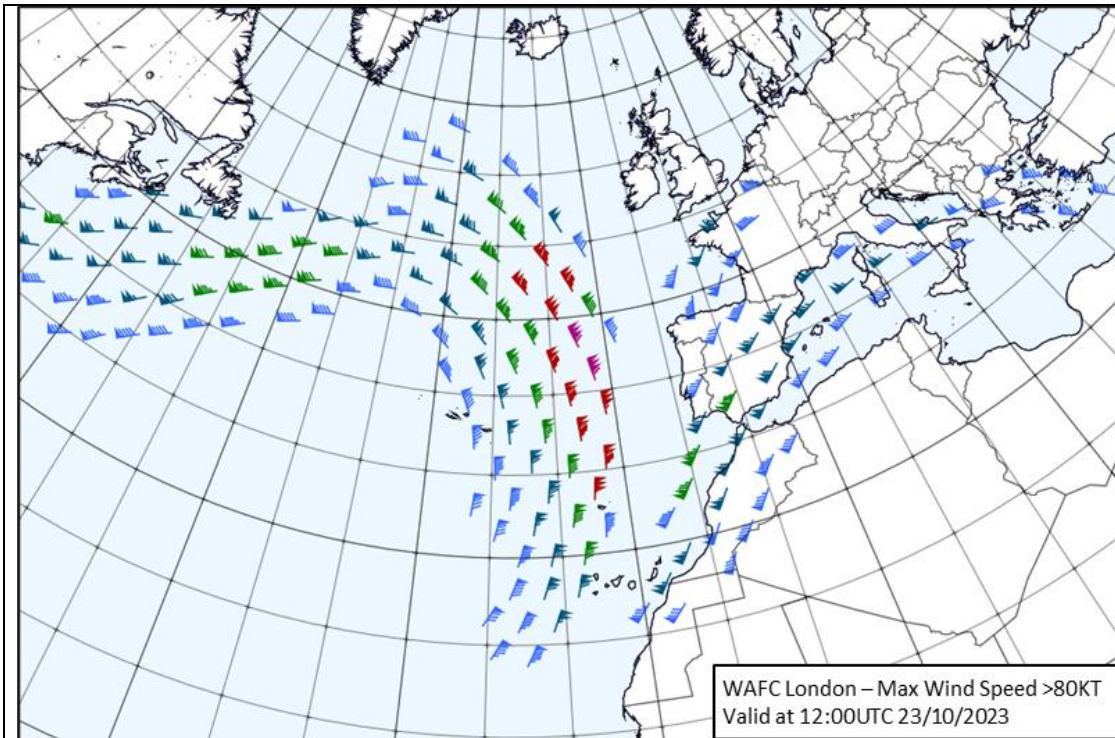 WAFC London – Max Wind Speed >80KT
Valid at 12:00UTC 23/10/2023